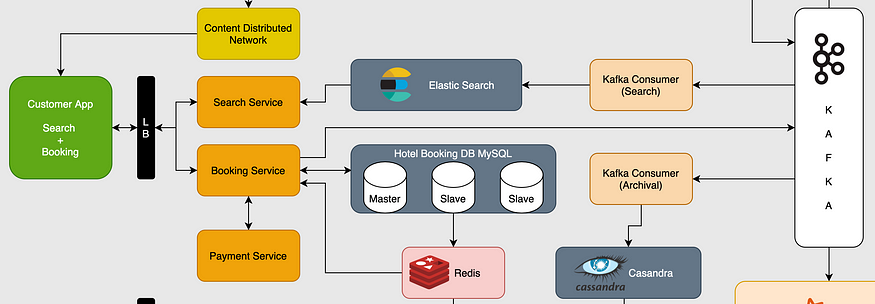 Content Distributed
Network
Customer App
Search
+
Booking
L
B
Search Service
Elastic Search
Kafka Consumer
(Search)
K
A
F
K
A
Booking Service
Hotel Booking DB MySQL
Master
Slave
Slave
Kafka Consumer
(Archival)
Payment Service
Redis
cassandra
Casandra